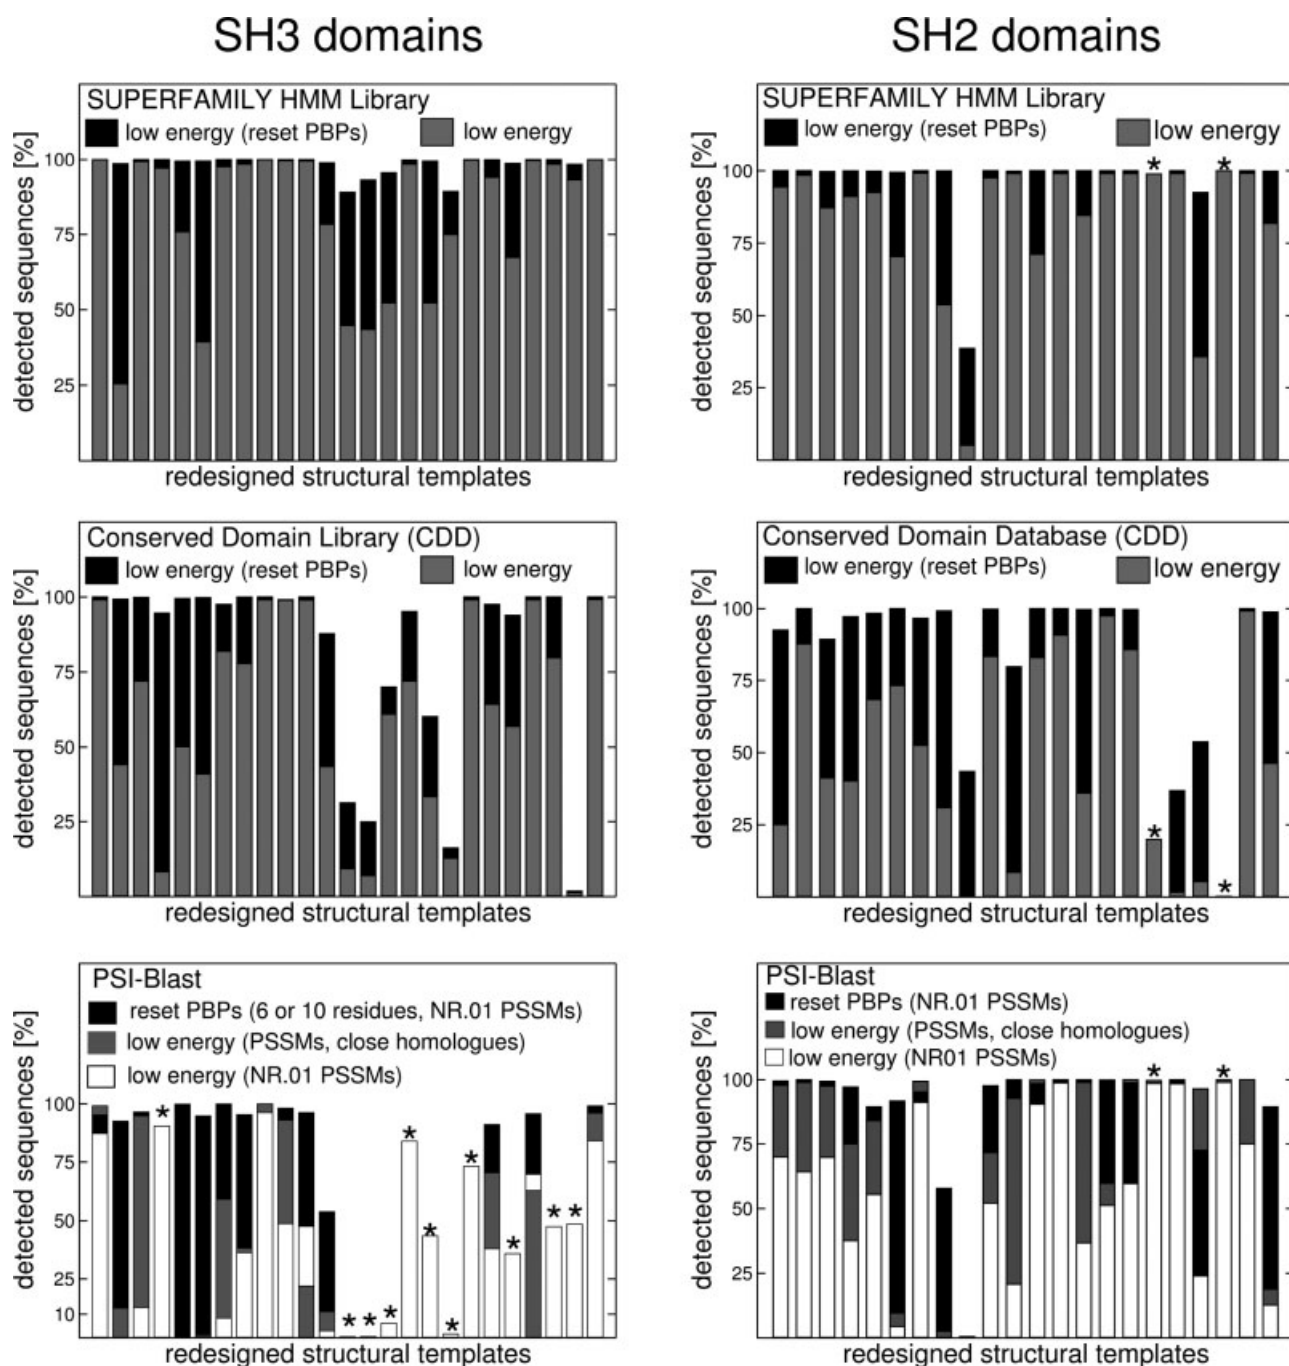 SH3 domains
SH2 domains
SUPERFAMILY HMM Library
low energy (reset PBPs) low energy
detected sequences [%]
100
75
50
25
redesigned structural templates
SUPERFAMILY HMM Library
low energy (reset PBPs) low energy
detected sequences [%]
100
75
50
25
* *
redesigned structural templates
Conserved Domain Library (CDD)
low energy (reset PBPs) low energy
detected sequences [%]
100
75
50
25
redesigned structural templates
Conserved Domain Database (CDD)
low energy (reset PBPs) low energy
detected sequences [%]
100
75
50
25
* *
redesigned structural templates
PSI-Blast
reset PBPs (6 or 10 residues, NR.01 PSSMs)
low energy (PSSMs, close homologues)
low energy (NR.01 PSSMs)
detected sequences [%]
100
75
50
25
10
* * * * * * * * * * *
redesigned structural templates
PSI-Blast
reset PBPs (NR.01 PSSMs)
low energy (PSSMs, close homologues)
low energy (NR01 PSSMs)
detected sequences [%]
100
75
50
25
* *
redesigned structural templates